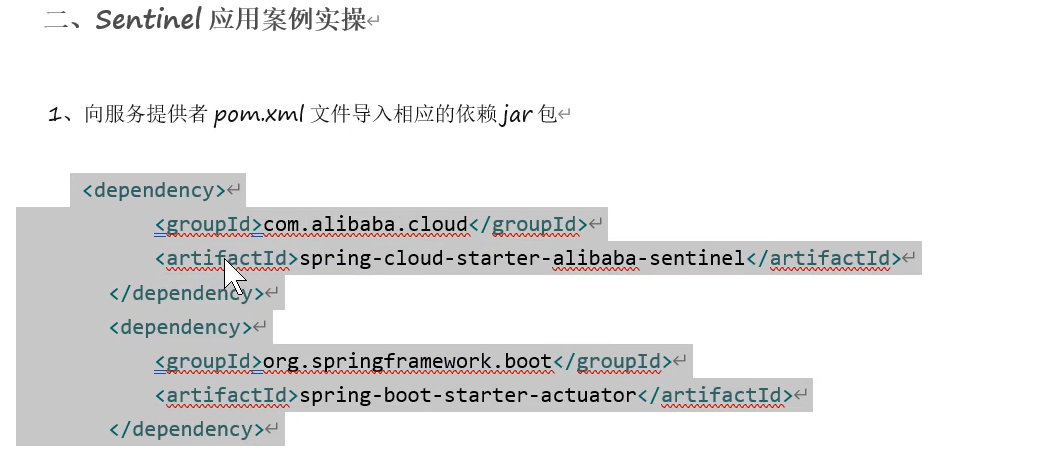 二、Sentinel 应用案例实操
1、向服务提供者 pom.xml 文件导入相应的依赖 jar 包
<dependency>
<groupId>com.alibaba.cloud</groupId>
<artifactId>spring-cloud-starter-alibaba-sentinel</artifactId>
</dependency>
<dependency>
<groupId>org.springframework.boot</groupId>
<artifactId>spring-boot-starter-actuator</artifactId>
</dependency>